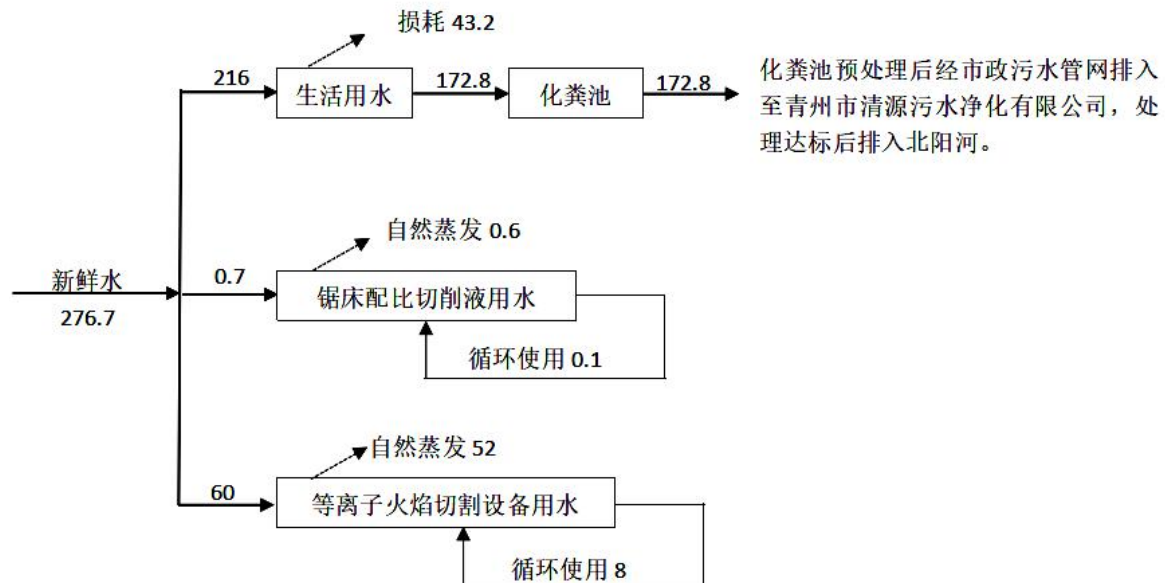 损耗 43.2
216
生活用水
172.8
化粪池
172.8
化粪池预处理后经市政污水管网排入
至青州市清源污水净化有限公司，处
理达标后排入北阳河。
自然蒸发 0.6
新鲜水
276.7
0.7
锯床配比切削液用水
循环使用 0.1
自然蒸发 52
60
等离子火焰切割设备用水
循环使用 8